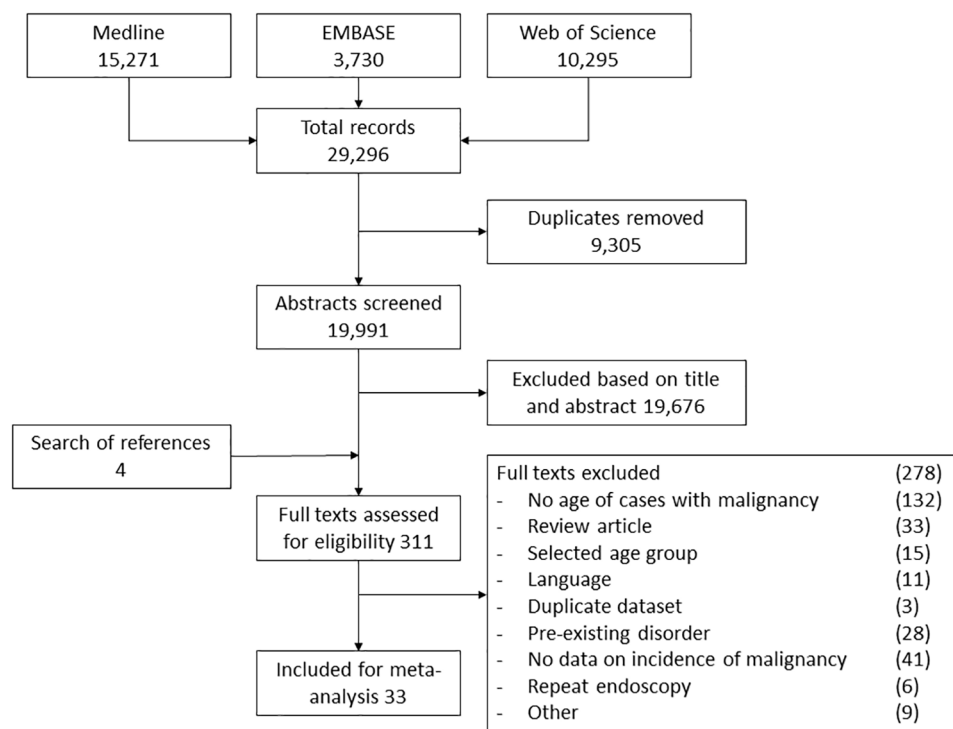 Medline
15,271
EMBASE
3,730
Web of Science
10,295
Total records
29,296
Duplicates removed
9,305
Abstracts screened
19,991
Excluded based on title
and abstract 19,676
Search of references
4
Full texts assessed
for eligibility 311
Full texts excluded (278)
- No age of cases with malignancy (132)
- Review article (33)
- Selected age group (15)
- Language (11)
- Duplicate dataset (3)
- Pre-existing disorder (28)
- No data on incidence of malignancy (41)
- Repeat endoscopy (6)
- Other (9)
Included for meta-
analysis 33